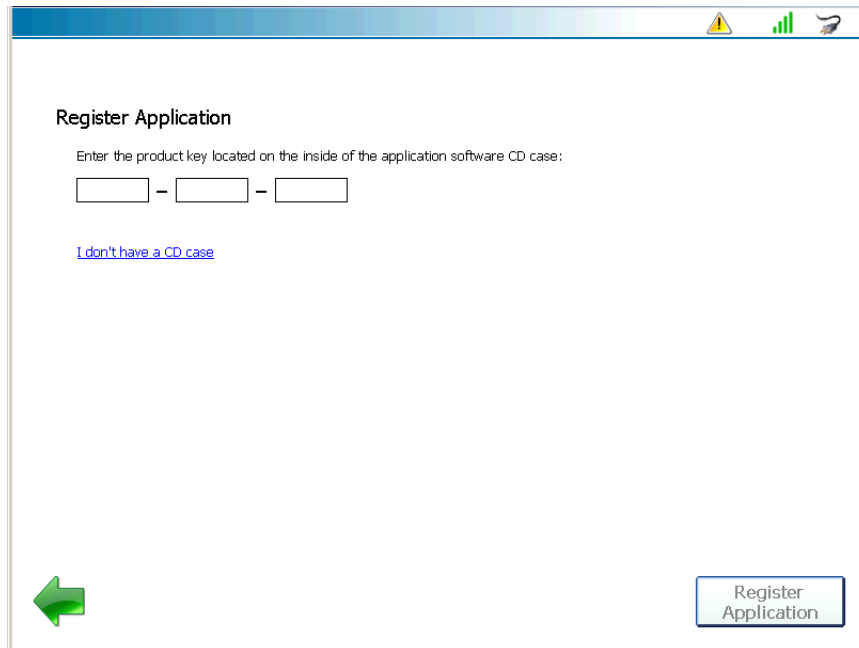 Register Application
Enter the product key located on the inside of the application software CD case:
– –
I don't have a CD case
Register
Application